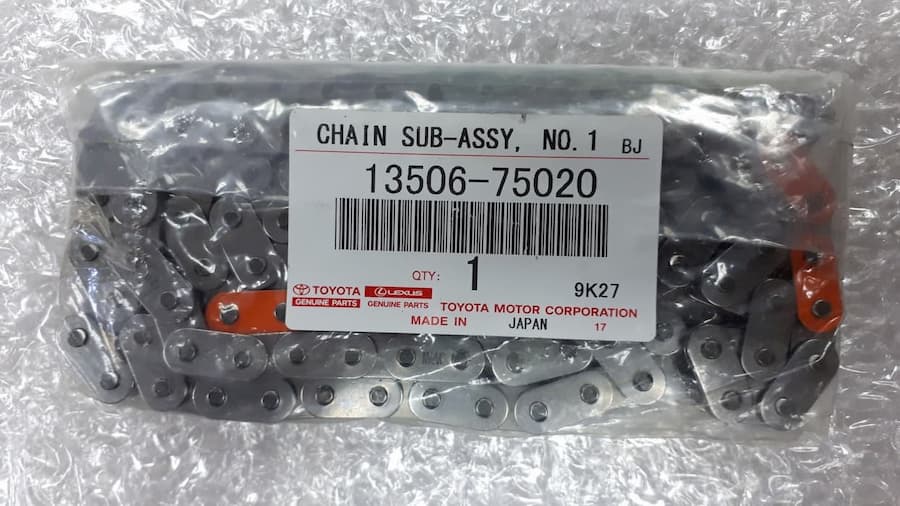 CHAIN SUB-ASSY, NO.1 BJ
13506-75020
QTY: 1
9K27
TOYOTA LEXUS
GENUINE PARTS GENUINE PARTS TOYOTA MOTOR CORPORATION
MADE IN JAPAN 17